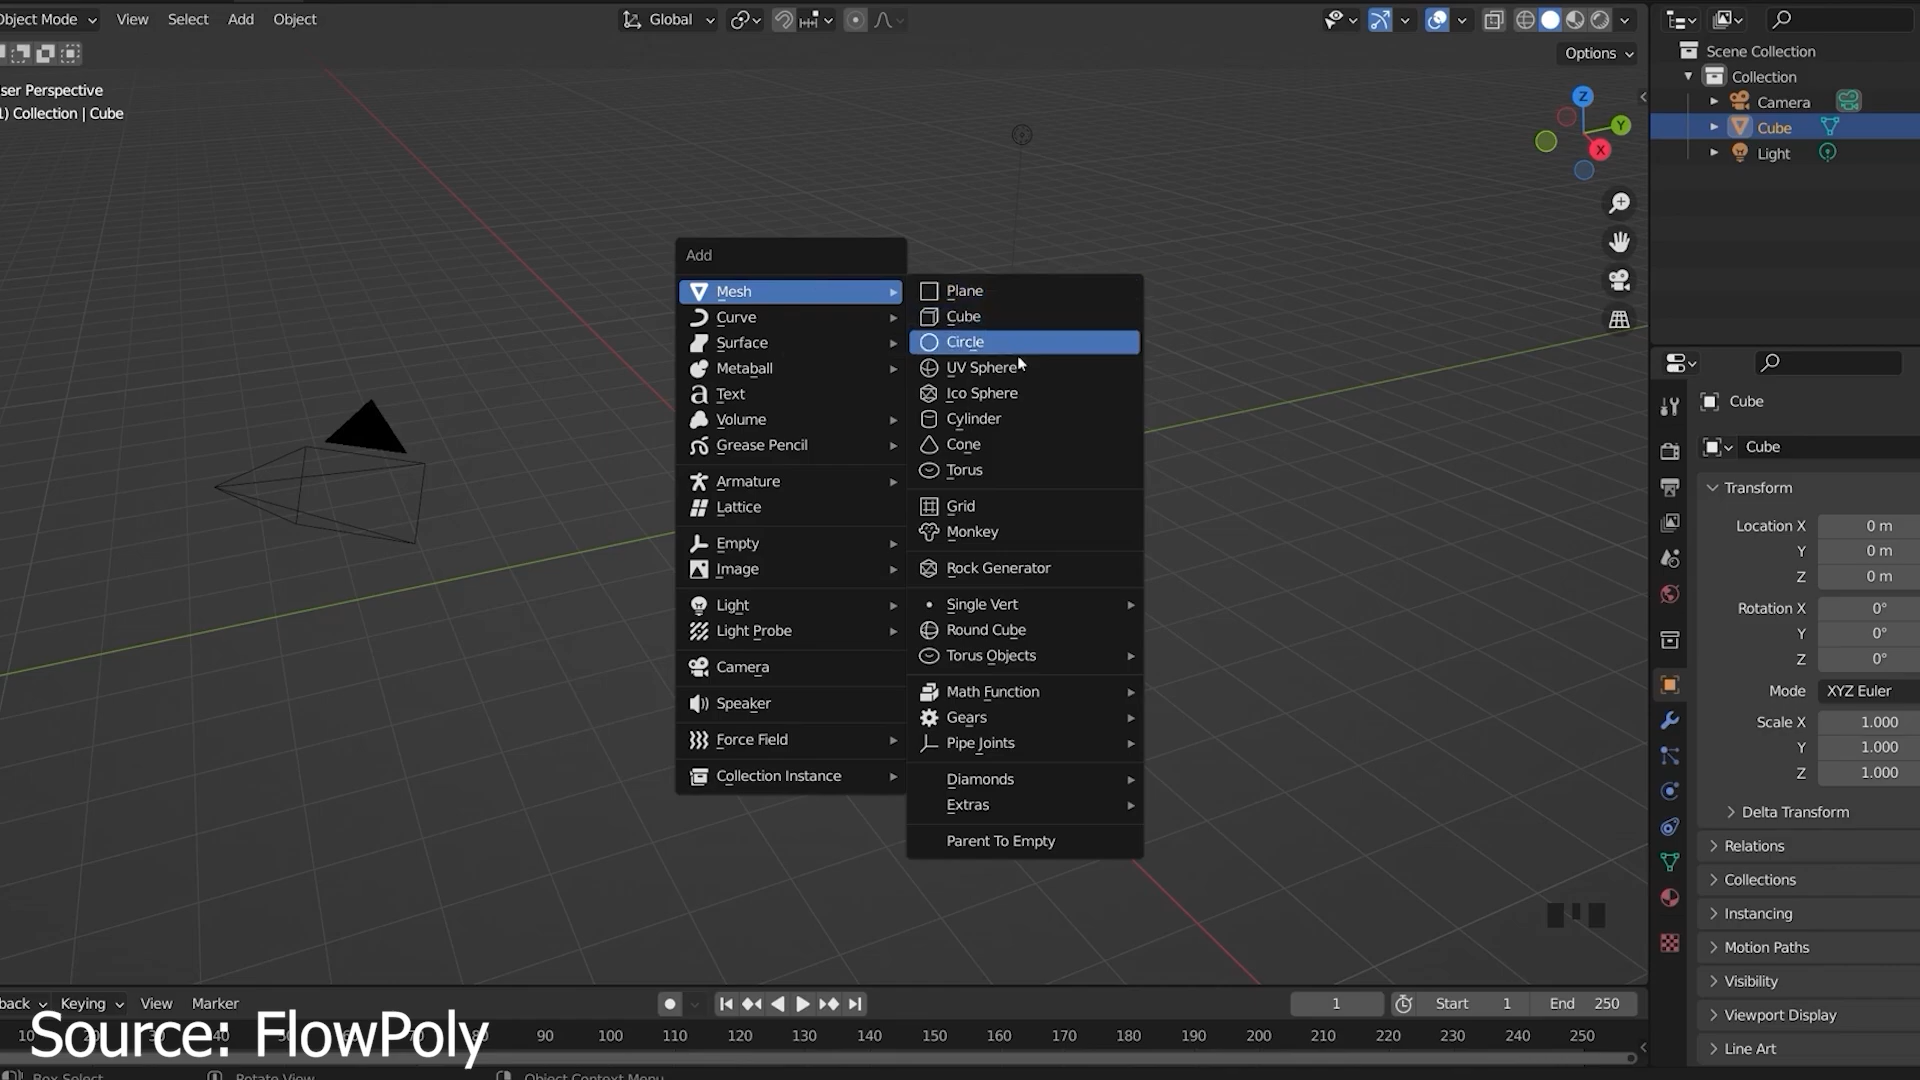 Object Mode View Select Add Object Global
Options
ser Perspective
) Collection | Cube
Z
Y
X
Scene Collection
Collection
Camera
Cube
Light
Add
Mesh
Curve
Surface
Metaball
Text
Volume
Grease Pencil
Armature
Lattice
Empty
Image
Light
Light Probe
Camera
Speaker
Force Field
Collection Instance
Plane
Cube
Circle
UV Sphere
Ico Sphere
Cylinder
Cone
Torus
Grid
Monkey
Rock Generator
Single Vert
Round Cube
Torus Objects
Math Function
Gears
Pipe Joints
Diamonds
Extras
Parent To Empty
Cube
Cube
Transform
Location X 0 m
Y 0 m
Z 0 m
Rotation X 0°
Y 0°
Z 0°
Mode XYZ Euler
Scale X 1.000
Y 1.000
Z 1.000
Delta Transform
Relations
Collections
Instancing
Motion Paths
Visibility
Viewport Display
Line Art
back Keying View Marker 1 Start 1 End 250
10 90 100 110 120 130 140 150 160 170 180 190 200 210 220 230 240 250
Source: FlowPoly
Box Select Rotate View Object Context Menu